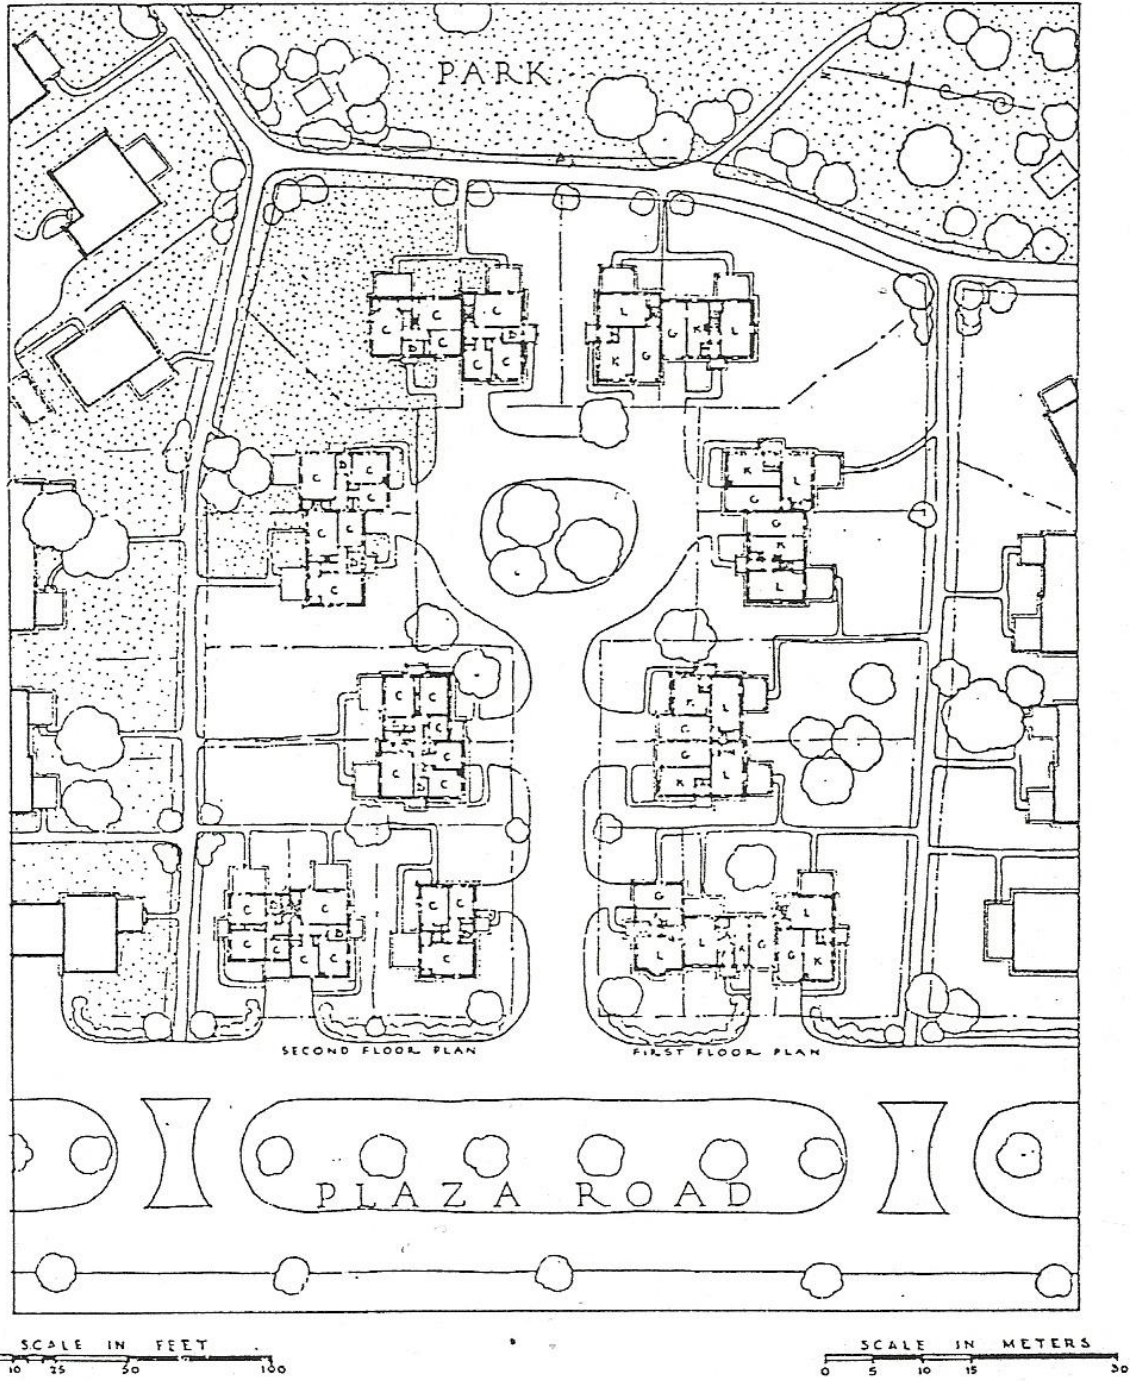 PARK
N
C C C D C C C D C
L K G G K L
C D C C
C C D C
K L G
G K L
C C C C C C D
K L G G K L
C D C C C C D C
C C C
G L L K G L G K
SECOND FLOOR PLAN
FIRST FLOOR PLAN
PLAZA ROAD
SCALE IN FEET
10 25 50 100
SCALE IN METERS
0 5 10 15 30